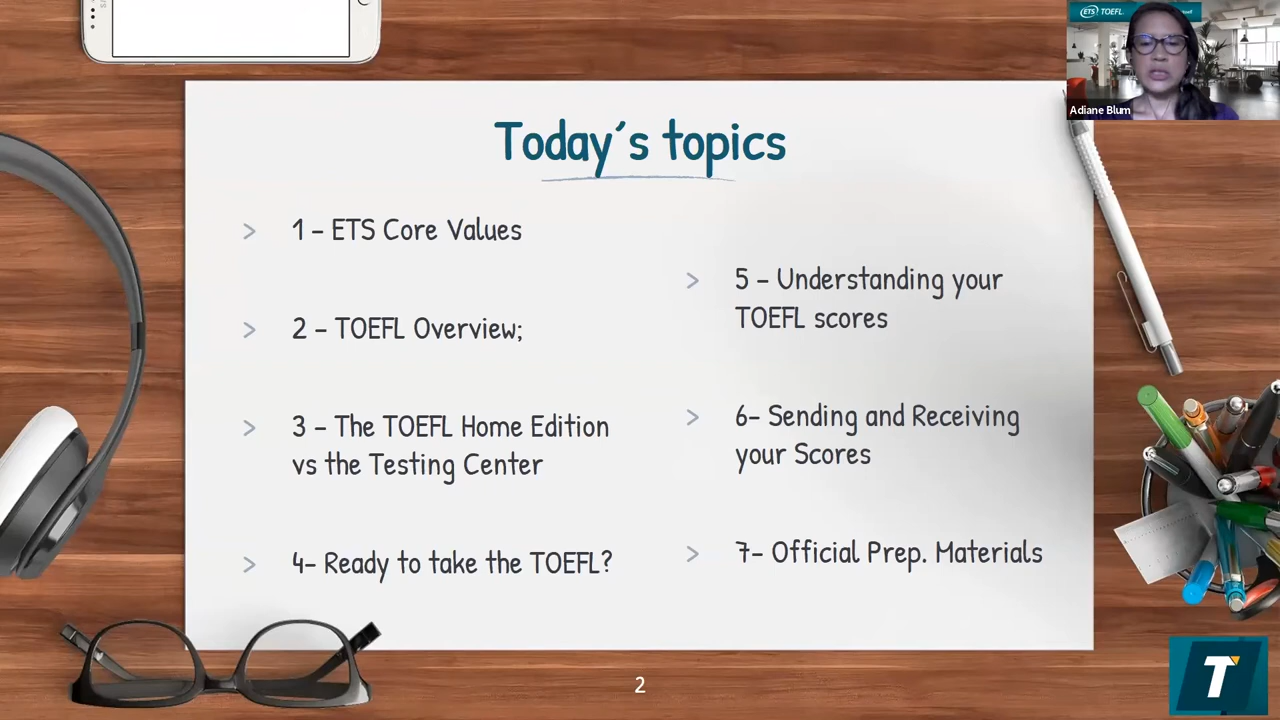 ETS TOEFL
Adiane Blum
Today´s topics
1 – ETS Core Values
2 – TOEFL Overview;
3 – The TOEFL Home Edition
vs the Testing Center
4- Ready to take the TOEFL?
5 – Understanding your
TOEFL scores
6- Sending and Receiving
your Scores
7- Official Prep. Materials
2
T